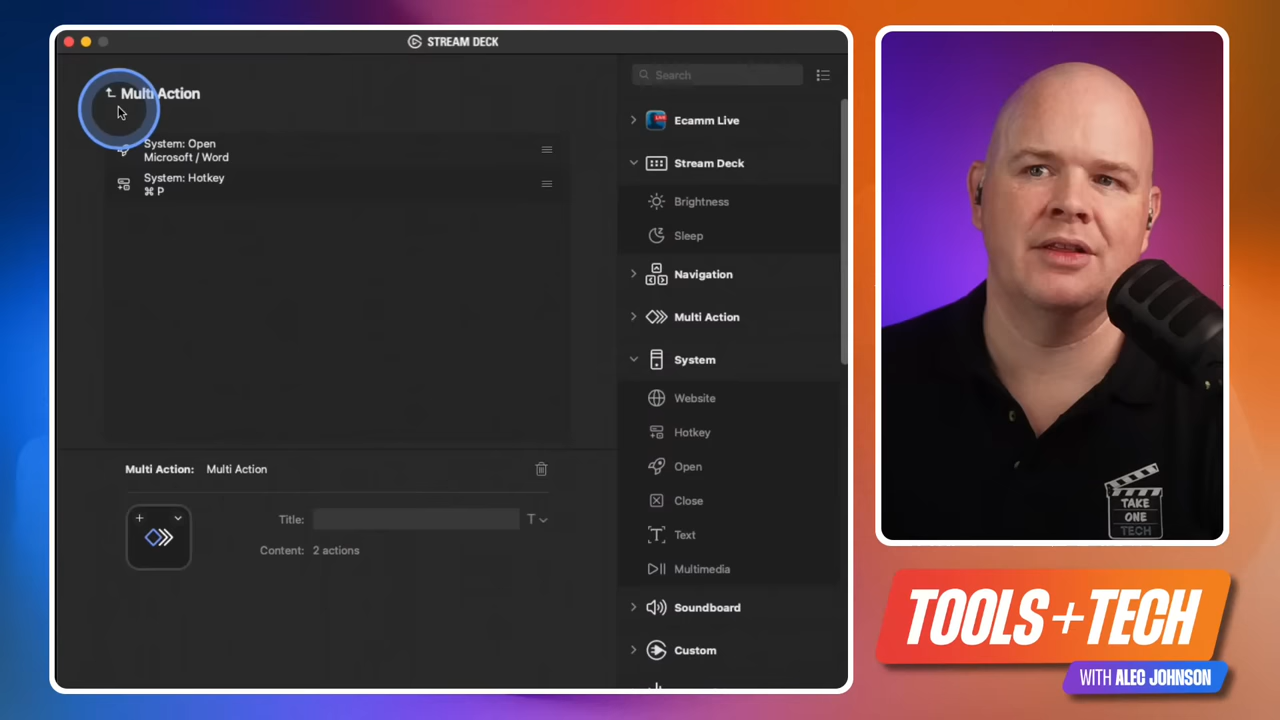 STREAM DECK
Multi Action
System: Open
Microsoft / Word
System: Hotkey
⌘ P
Multi Action: Multi Action
Title:
T
Content: 2 actions
Search
Ecamm Live
Stream Deck
Brightness
Sleep
Navigation
Multi Action
System
Website
Hotkey
Open
Close
Text
Multimedia
Soundboard
Custom
TAKE
ONE
TECH
TOOLS+TECH
WITH ALEC JOHNSON